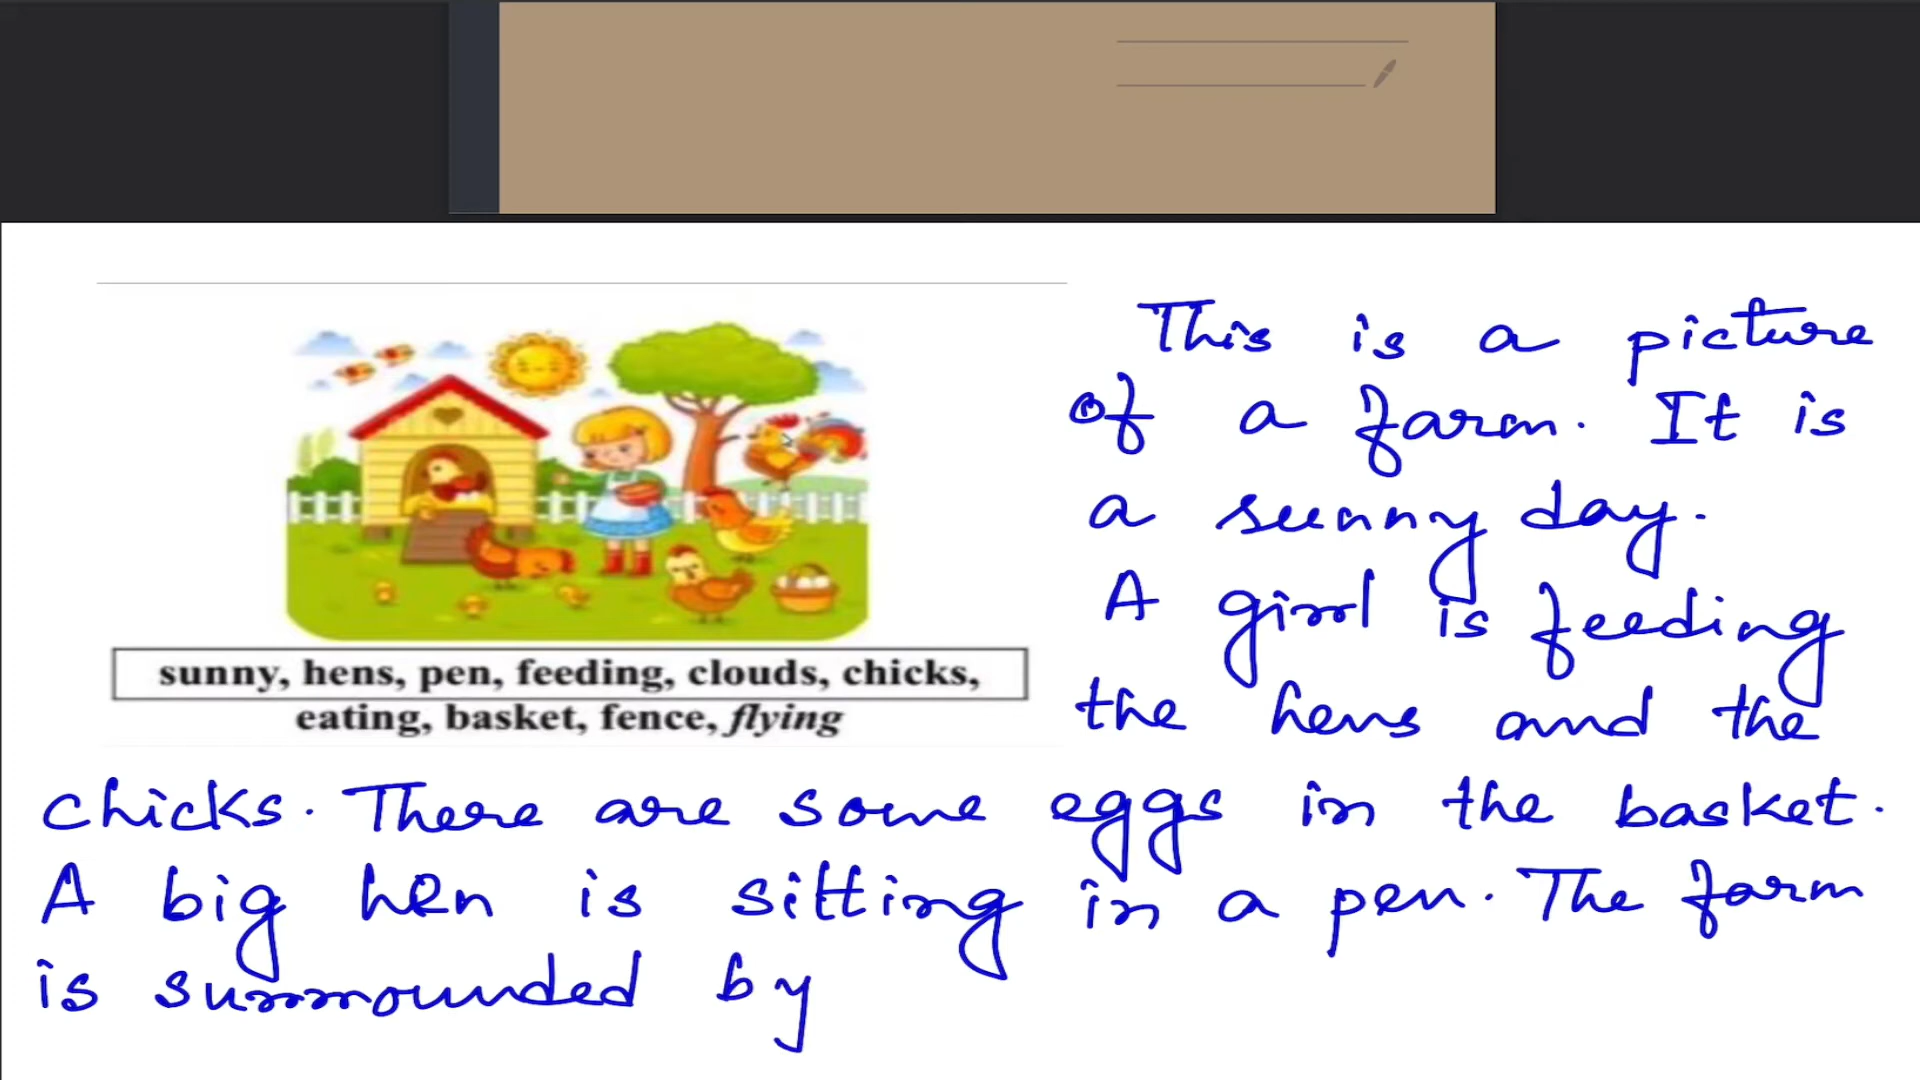 This is a picture
of a farm. It is
a sunny day.
A girl is feeding
the hens and the
sunny, hens, pen, feeding, clouds, chicks,
eating, basket, fence, flying
chicks. There are some eggs in the basket.
A big hen is sitting in a pen. The farm
is surrounded by